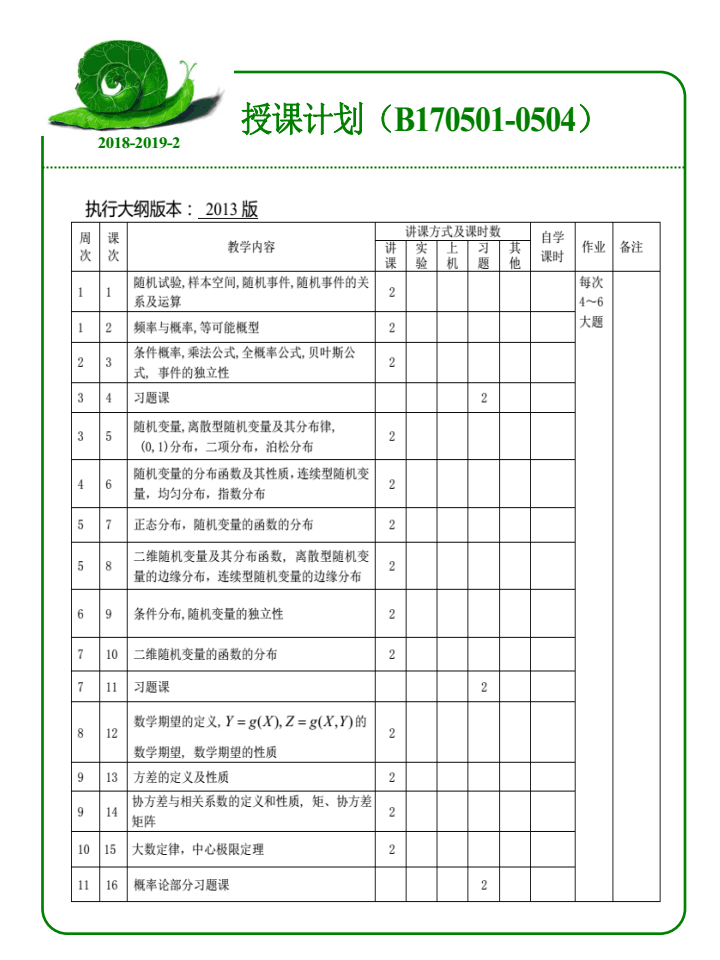 授课计划（B170501-0504）
2018-2019-2
执行大纲版本： 2013 版
周次 课次 教学内容 讲课方式及课时数 自学课时 作业 备注
讲课 实验 上机 习题 其他
1 1 随机试验,样本空间,随机事件,随机事件的关 2 每次
系及运算 4～6
1 2 频率与概率,等可能概型 2 大题
2 3 条件概率,乘法公式,全概率公式,贝叶斯公 2
式, 事件的独立性
3 4 习题课 2
3 5 随机变量,离散型随机变量及其分布律, 2
(0,1)分布, 二项分布, 泊松分布
4 6 随机变量的分布函数及其性质,连续型随机变 2
量, 均匀分布, 指数分布
5 7 正态分布, 随机变量的函数的分布 2
5 8 二维随机变量及其分布函数, 离散型随机变 2
量的边缘分布, 连续型随机变量的边缘分布
6 9 条件分布,随机变量的独立性 2
7 10 二维随机变量的函数的分布 2
7 11 习题课 2
8 12 数学期望的定义, Y = g(X), Z = g(X,Y) 的 2
数学期望, 数学期望的性质
9 13 方差的定义及性质 2
9 14 协方差与相关系数的定义和性质, 矩、协方差 2
矩阵
10 15 大数定律, 中心极限定理 2
11 16 概率论部分习题课 2